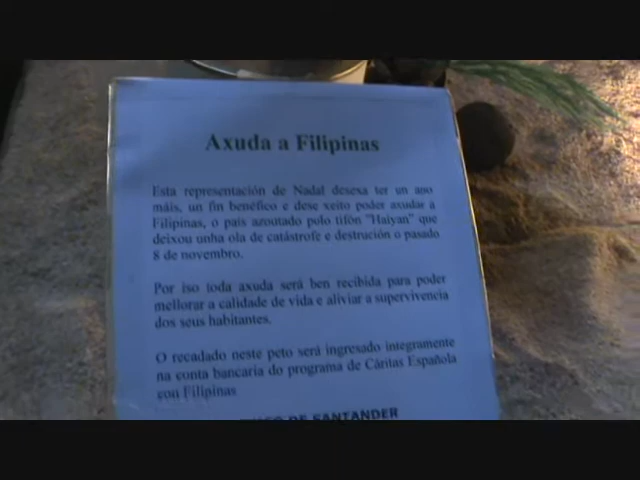 Axuda a Filipinas
Esta representación de Nadal desexa ter un ano
máis, un fin benéfico e dese xeito poder axudar a
Filipinas, o país azoutado polo tifón "Haiyan" que
deixou unha ola de catástrofe e destrución o pasado
8 de novembro.
Por iso toda axuda será ben recibida para poder
mellorar a calidade de vida e aliviar a supervivencia
dos seus habitantes.
O recadado neste peto será ingresado integramente
na conta bancaria do programa de Cáritas Española
con Filipinas
DE SANTANDER